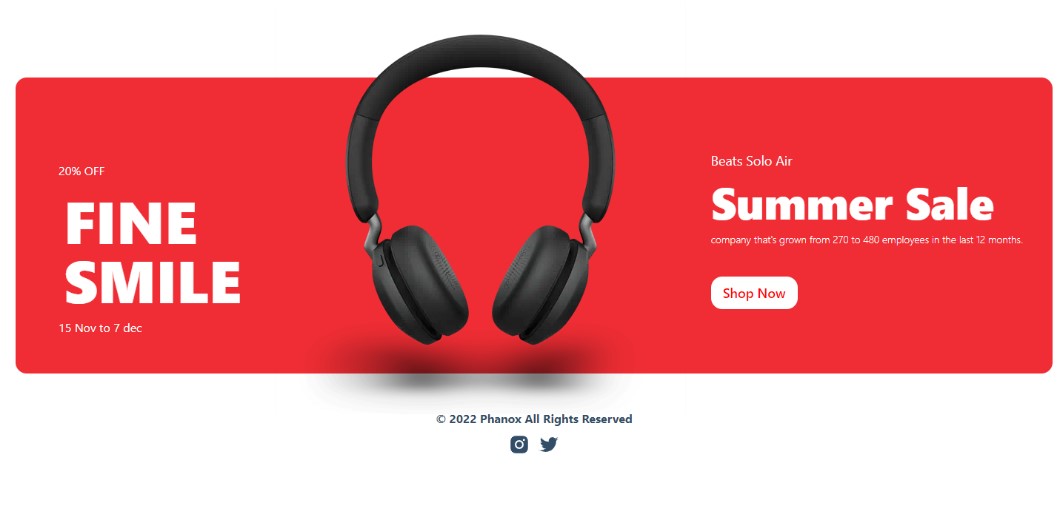 20% OFF
FINE
SMILE
15 Nov to 7 dec
Beats Solo Air
Summer Sale
company that's grown from 270 to 480 employees in the last 12 months.
Shop Now
© 2022 Phanox All Rights Reserved